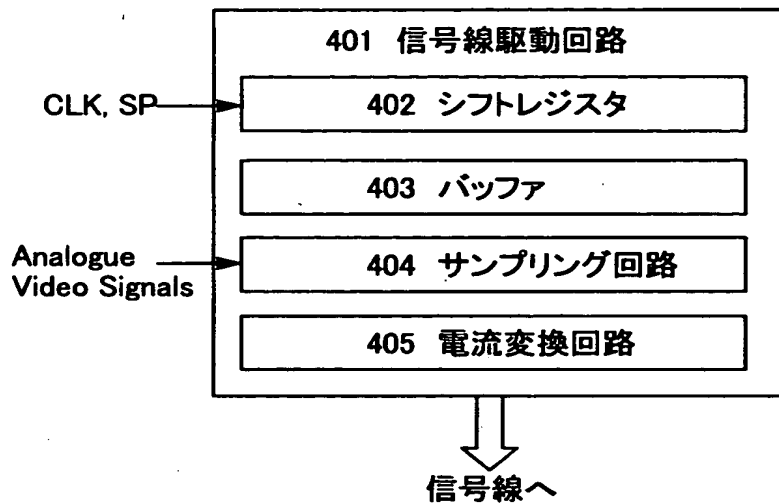 401 信号線駆動回路
CLK, SP
402 シフトレジスタ
403 バッファ
Analogue
Video Signals
404 サンプリング回路
405 電流変換回路
信号線へ